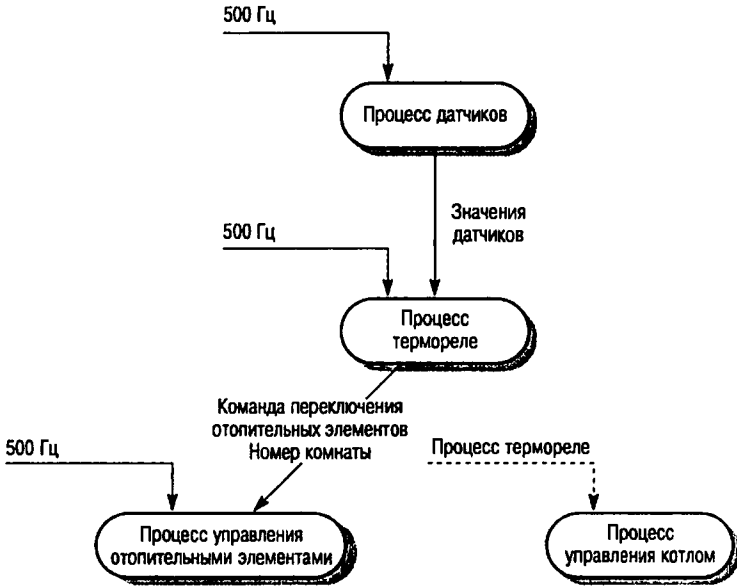 500 Гц
Процесс датчиков
Значения
датчиков
500 Гц
Процесс
термореле
Команда переключения
отопительных элементов
Номер комнаты
500 Гц
Процесс термореле
Процесс управления
отопительными элементами
Процесс
управления котлом